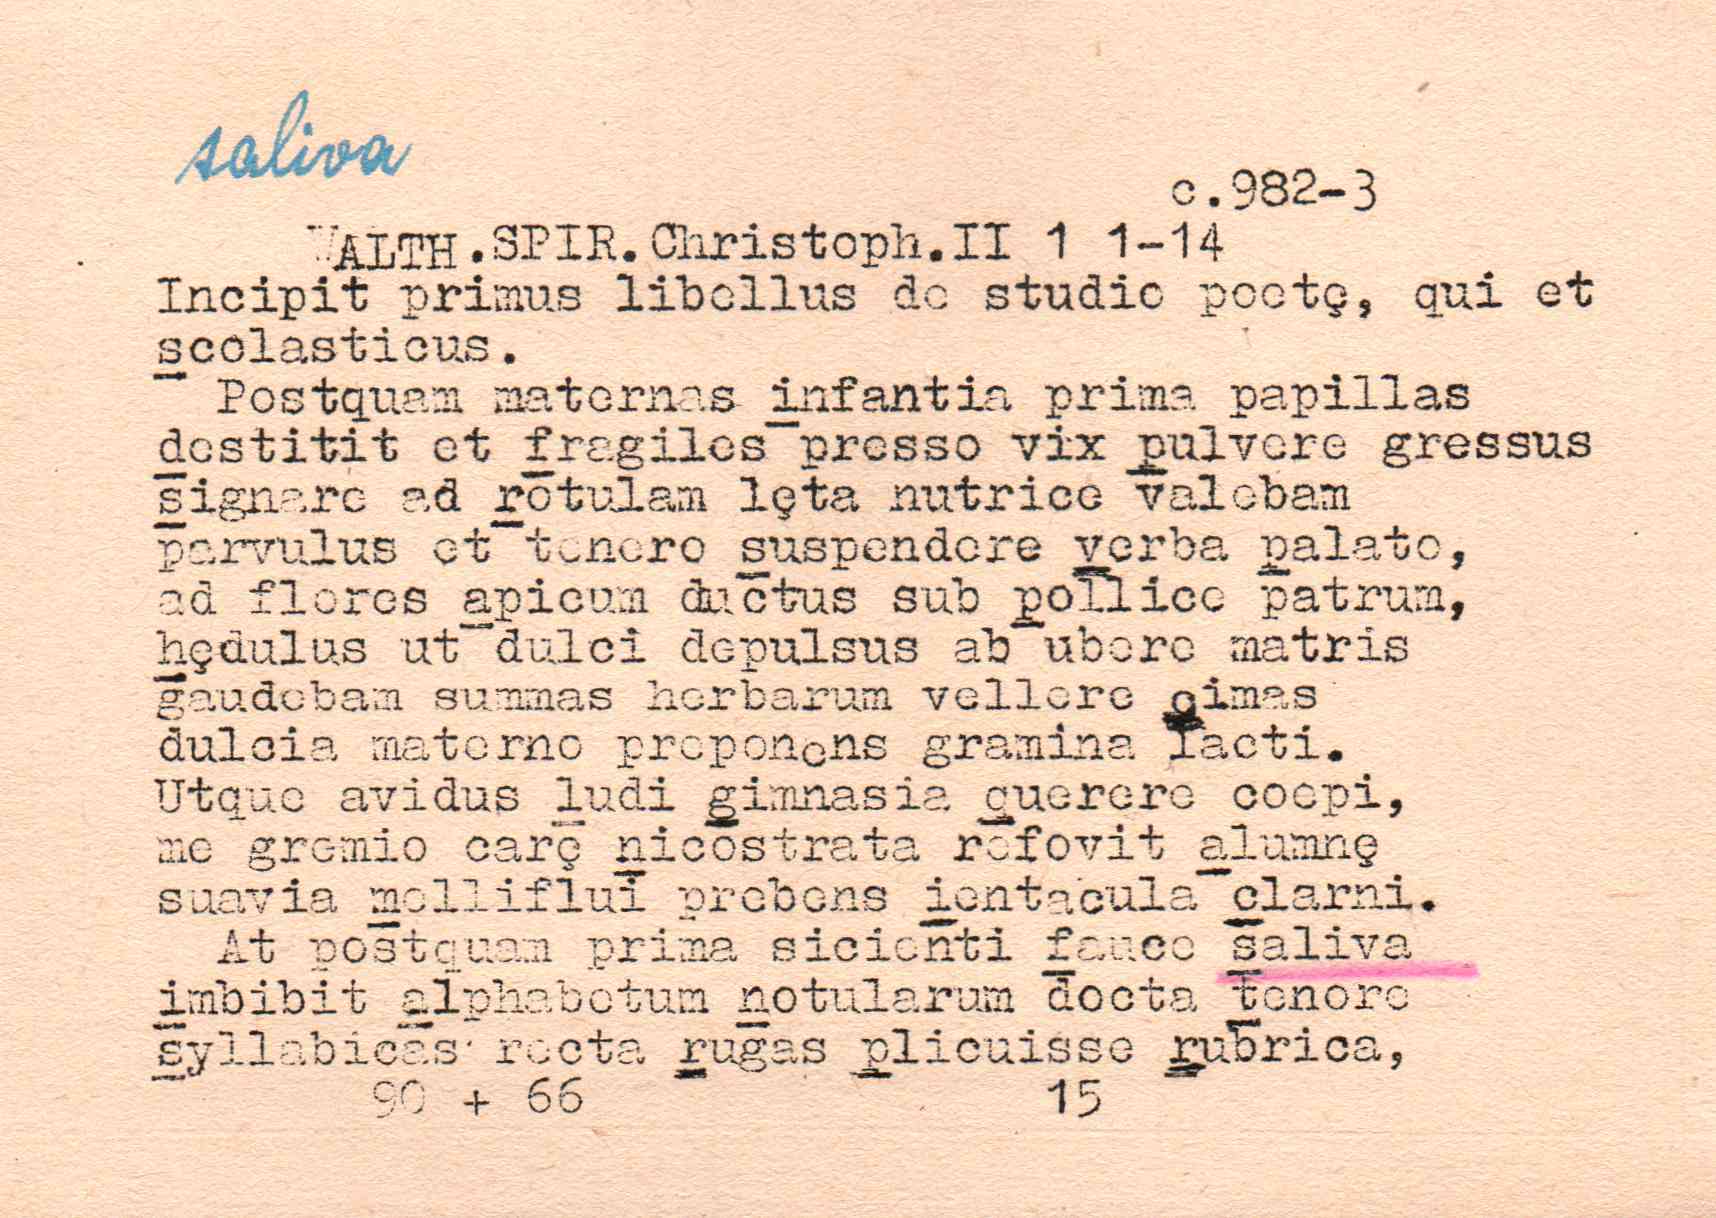 saliva
c.982-3
WALTH.SPIR.Christoph.II 1 1-14
Incipit primus libellus de studio poetę, qui et
scolasticus.
Postquam maternas infantia prima papillas
destitit et fragiles presso vix pulvere gressus
signare ad rotulam lęta nutrice valebam
parvulus et tenero suspendere verba palato,
ad flores apicum ductus sub pollice patrum,
hędulus ut dulci depulsus ab ubere matris
gaudebam summas herbarum vellere cimas
dulcia materno preponens gramina lacti.
Utque avidus ludi gimnasia querere coepi,
me gremio carę nicostrata refovit alumnę
suavia melliflui prebens ientacula clarni.
At postquam prima sicienti fauce saliva
imbibit alphabetum notularum docta tenore
syllabicas recta rugas plicuisse rubrica,
90 + 66 15